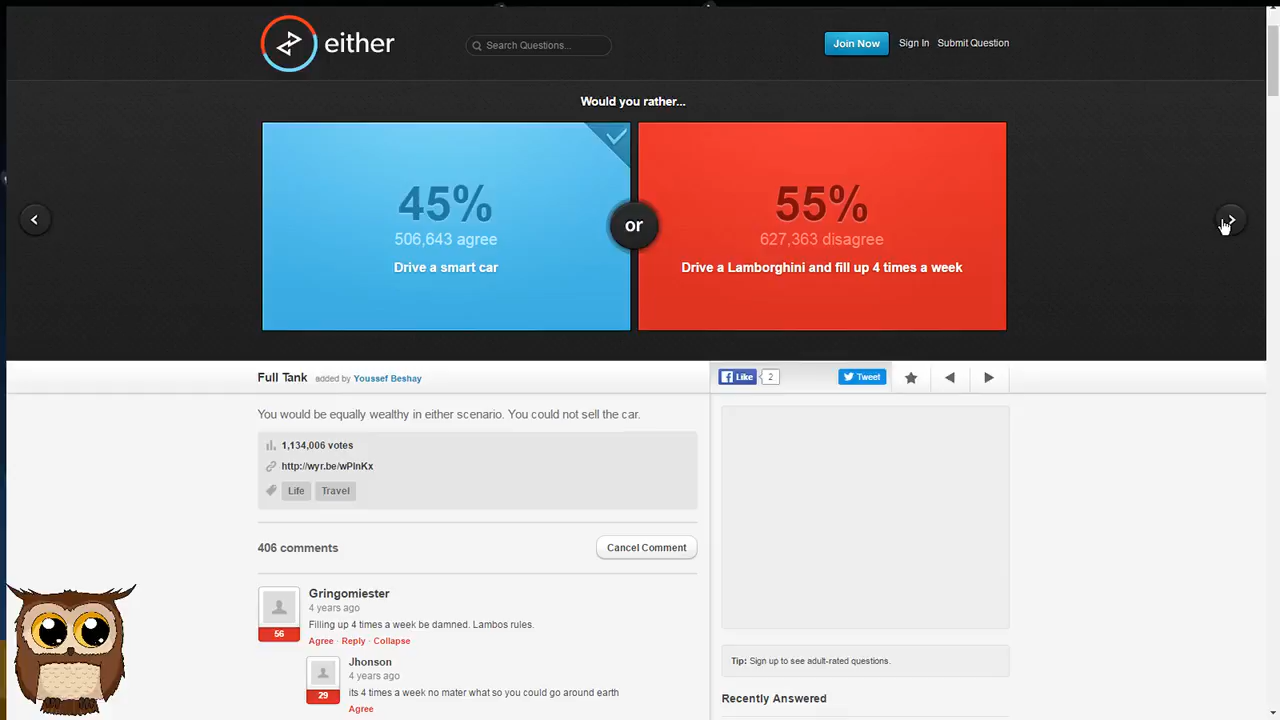 either
Search Questions...
Join Now
Sign In
Submit Question
Would you rather...
45%
506,643 agree
Drive a smart car
or
55%
627,363 disagree
Drive a Lamborghini and fill up 4 times a week
Full Tank added by Youssef Beshay
Like
2
Tweet
You would be equally wealthy in either scenario. You could not sell the car.
1,134,006 votes
http://wyr.be/wPlnKx
Life
Travel
406 comments
Cancel Comment
Gringomiester
4 years ago
56
Filling up 4 times a week be damned. Lambos rules.
Agree · Reply · Collapse
Jhonson
4 years ago
29
its 4 times a week no mater what so you could go around earth
Agree
Tip: Sign up to see adult-rated questions.
Recently Answered